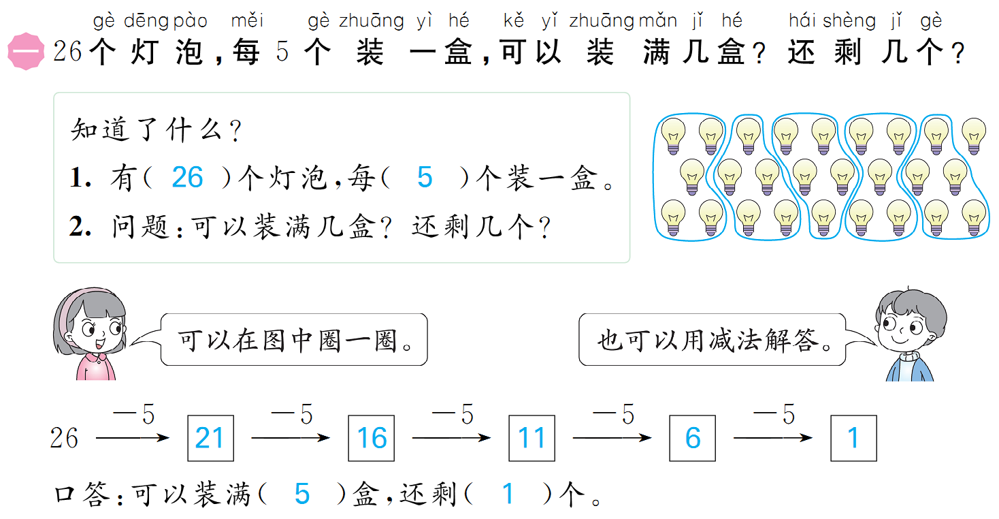 gè dēng pào měi gè zhuāng yì hé kě yǐ zhuāng mǎn jǐ hé hái shèng jǐ gè
一 26个灯泡,每5个装一盒,可以装满几盒? 还剩几个?
知道了什么?
1. 有( 26 )个灯泡,每( 5 )个装一盒。
2. 问题:可以装满几盒? 还剩几个?
可以在图中圈一圈。
也可以用减法解答。
－5 －5 －5 －5 －5
26 21 16 11 6 1
口答:可以装满( 5 )盒,还剩( 1 )个。